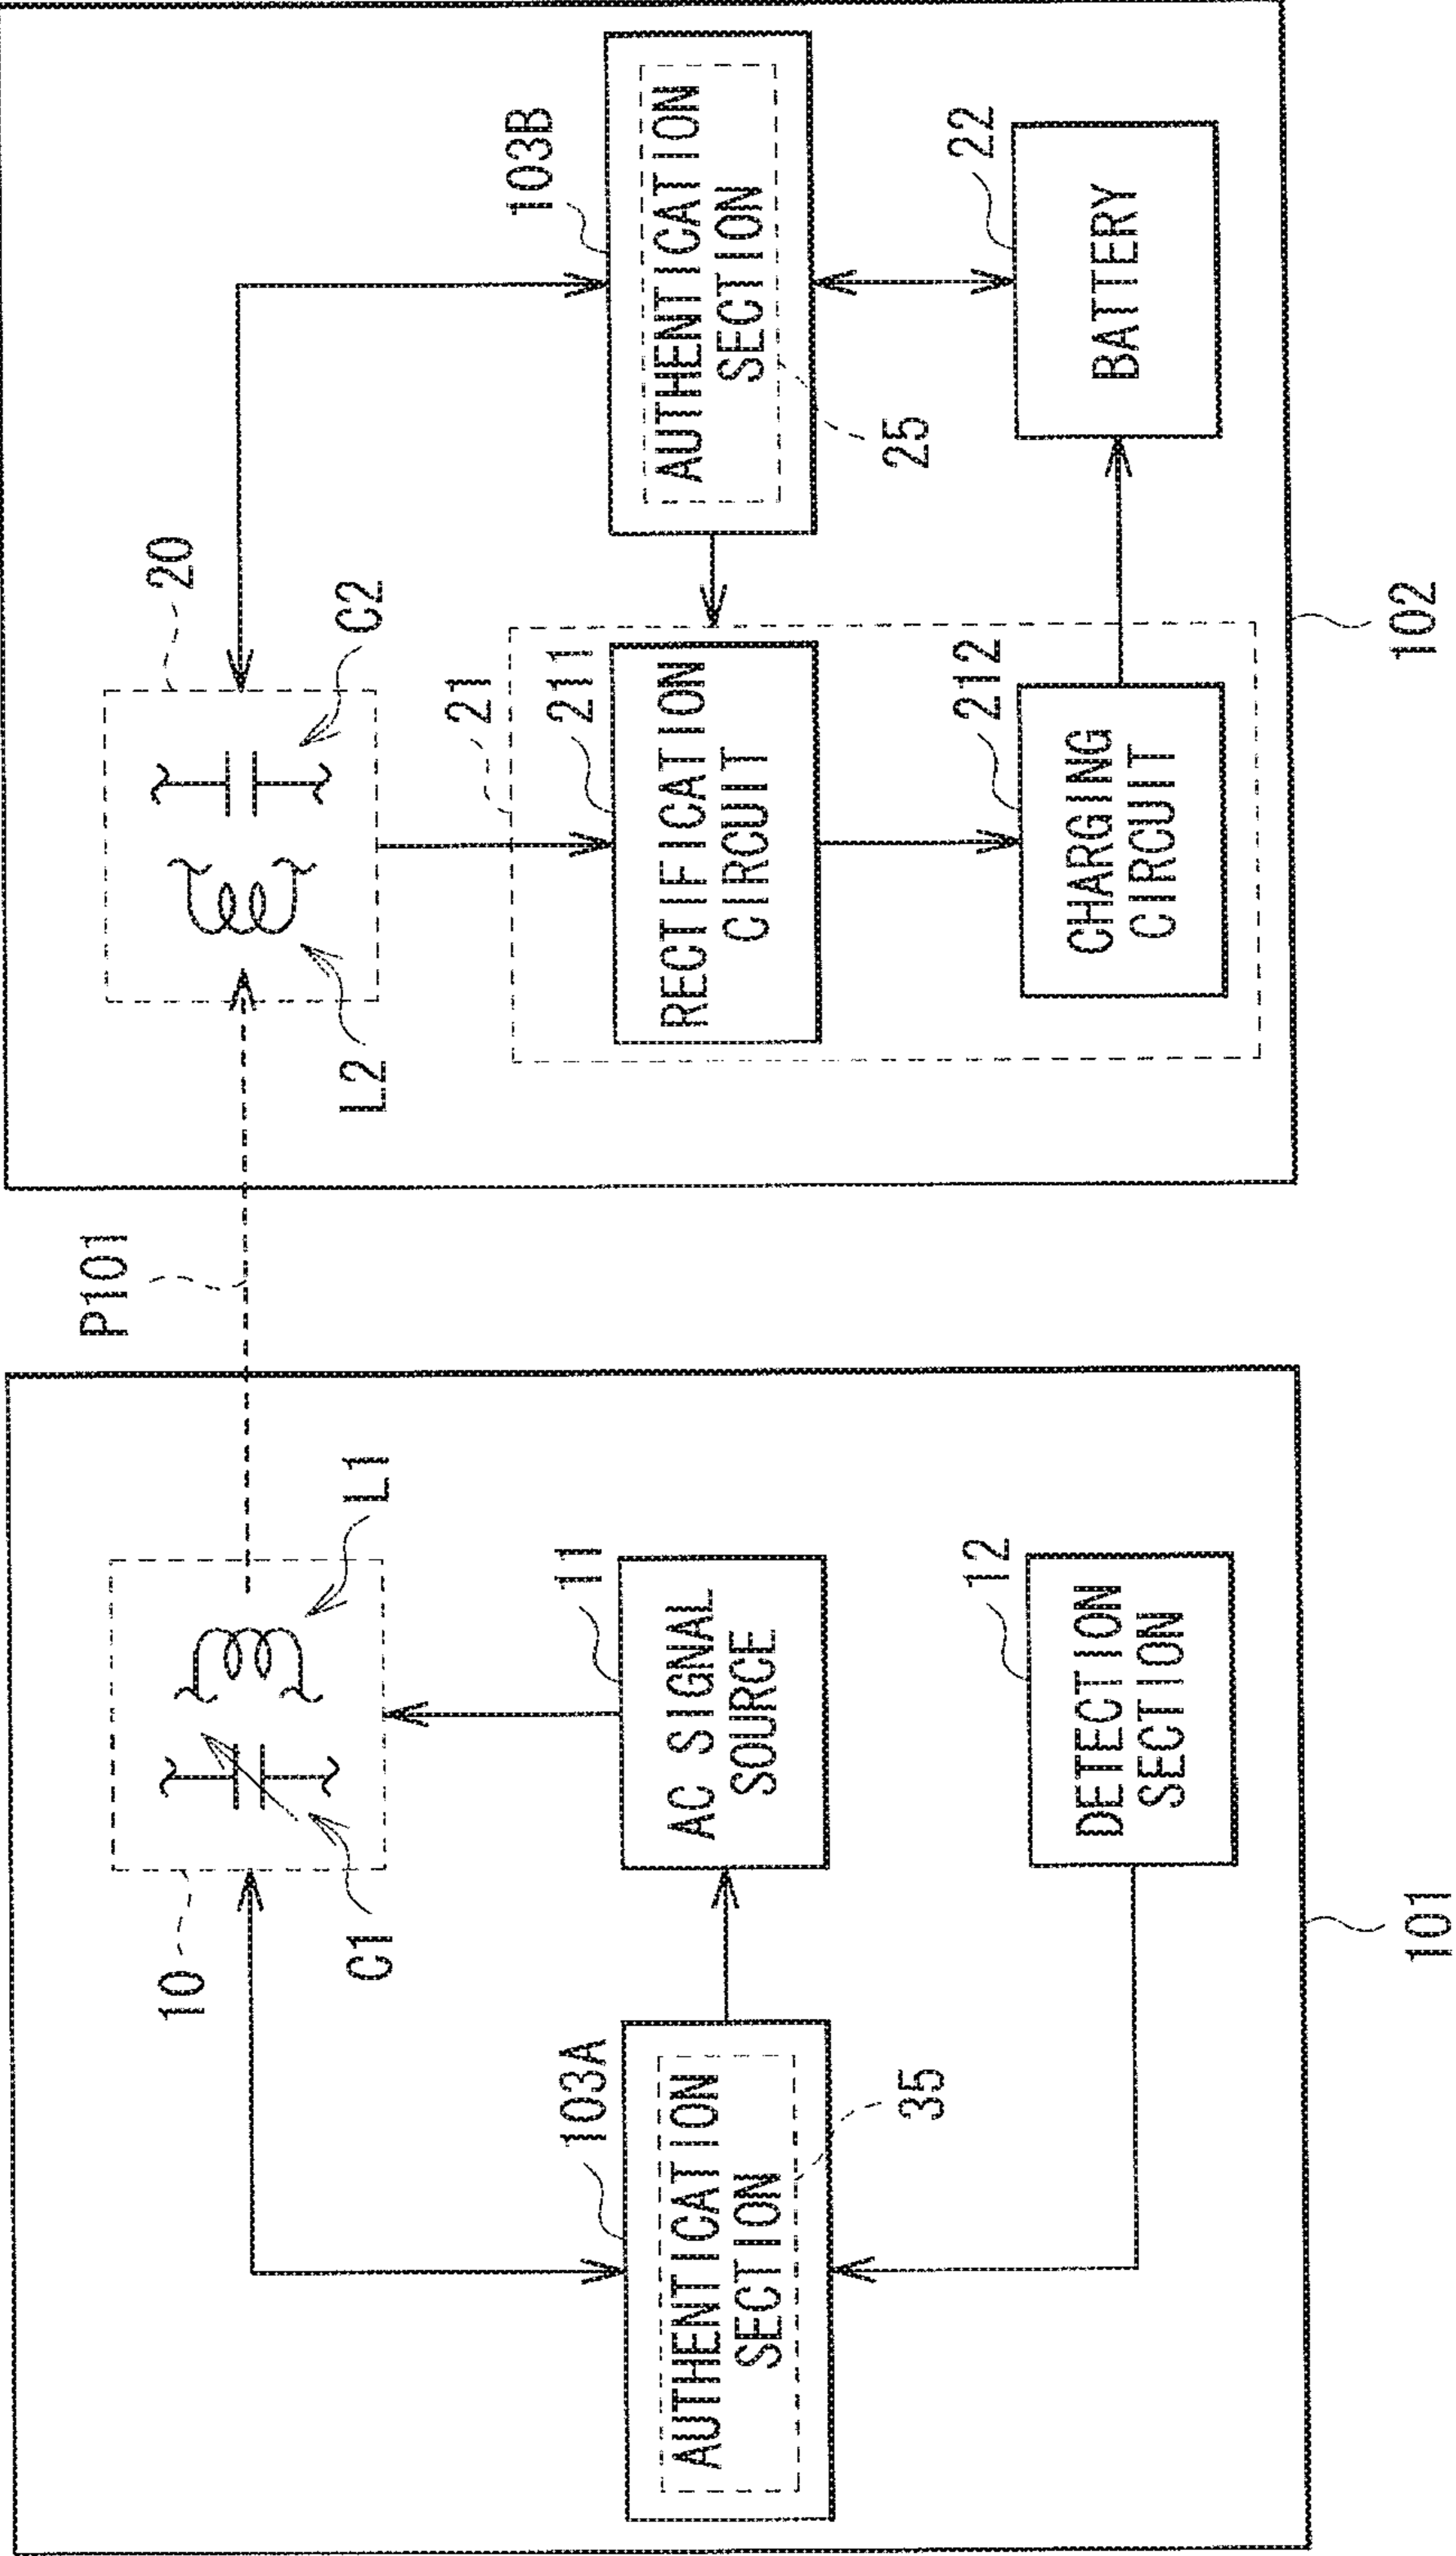 P101
10
C1
L1
103A
AUTHENTICATION
SECTION
35
11
AC SIGNAL
SOURCE
12
DETECTION
SECTION
101
20
L2
C2
21
211
RECTIFICATION
CIRCUIT
212
CHARGING
CIRCUIT
103B
AUTHENTICATION
SECTION
25
22
BATTERY
102